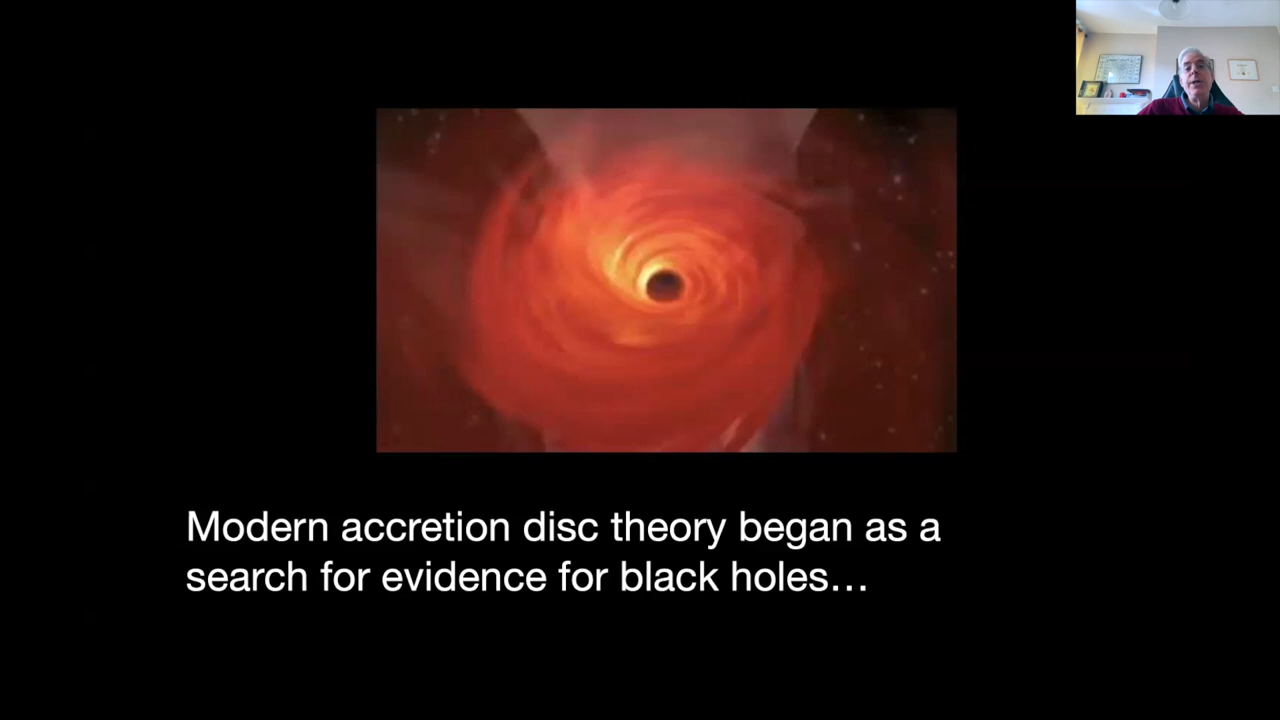 Modern accretion disc theory began as a
search for evidence for black holes…